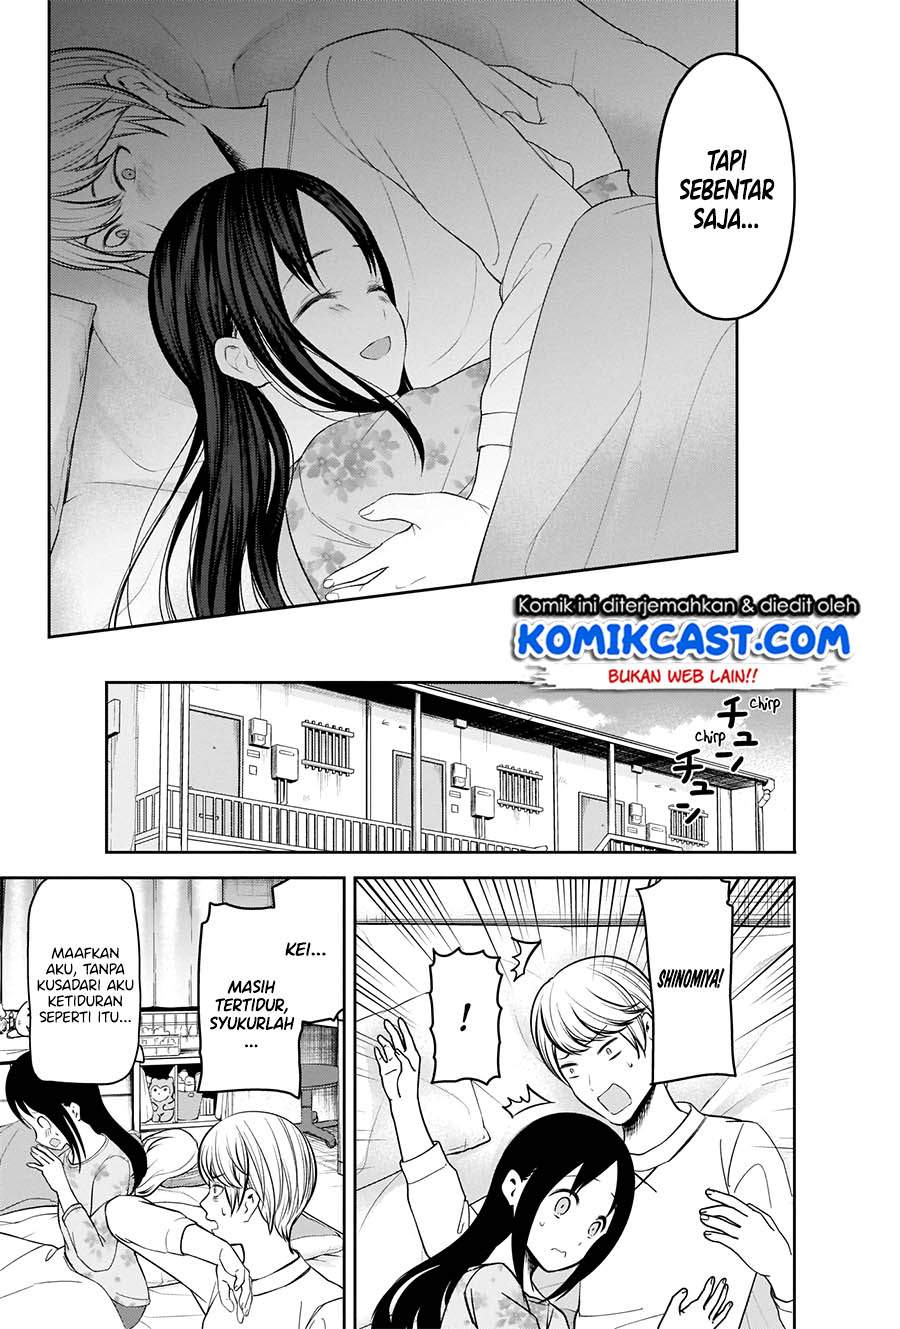 TAPI
SEBENTAR
SAJA...
Komik ini diterjemahkan & diedit oleh
KOMIKCAST.COM
BUKAN WEB LAIN!!
チュン
chirp
チュン
chirp
SHINOMIYA!
!
KEI...
MASIH
TERTIDUR,
SYUKURLAH
...
MAAFKAN
AKU, TANPA
KUSADARI AKU
KETIDURAN
SEPERTI ITU...